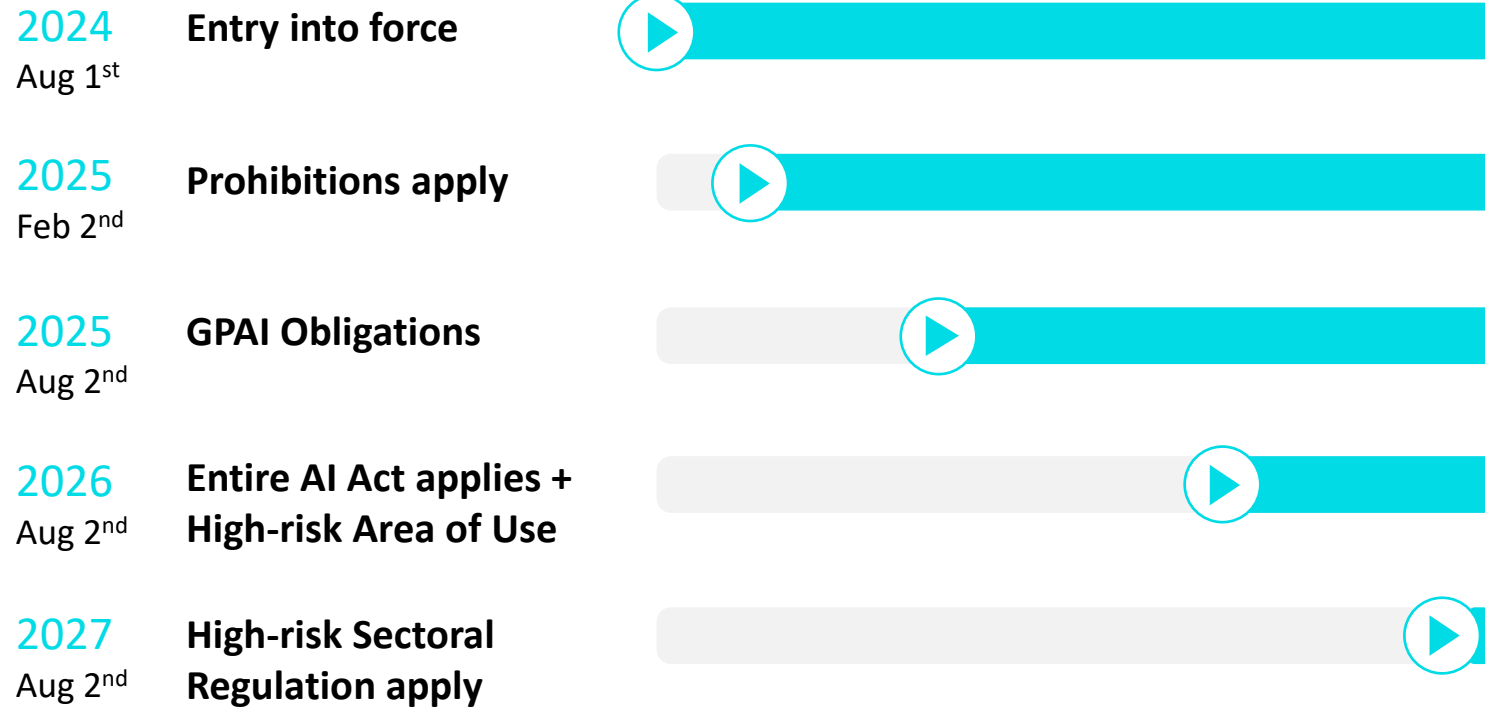 2024
Aug 1st
Entry into force
2025
Feb 2nd
Prohibitions apply
2025
Aug 2nd
GPAI Obligations
2026
Aug 2nd
Entire AI Act applies +
High-risk Area of Use
2027
Aug 2nd
High-risk Sectoral
Regulation apply